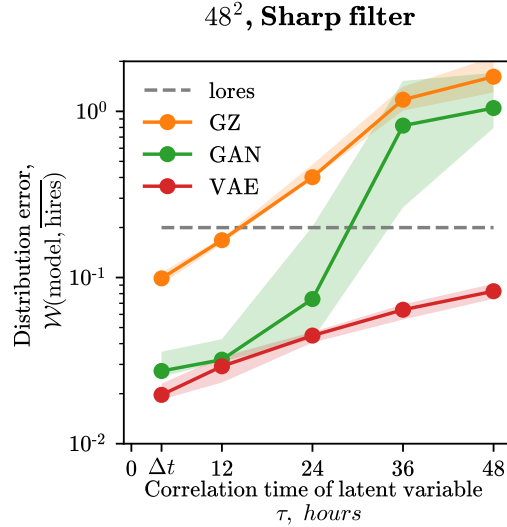 48², Sharp filter
lores
GZ
GAN
VAE
Distribution error,
𝒲(model, h̅i̅r̅e̅s̅)
10⁰
10⁻¹
10⁻²
0 Δt 12 24 36 48
Correlation time of latent variable
τ, hours